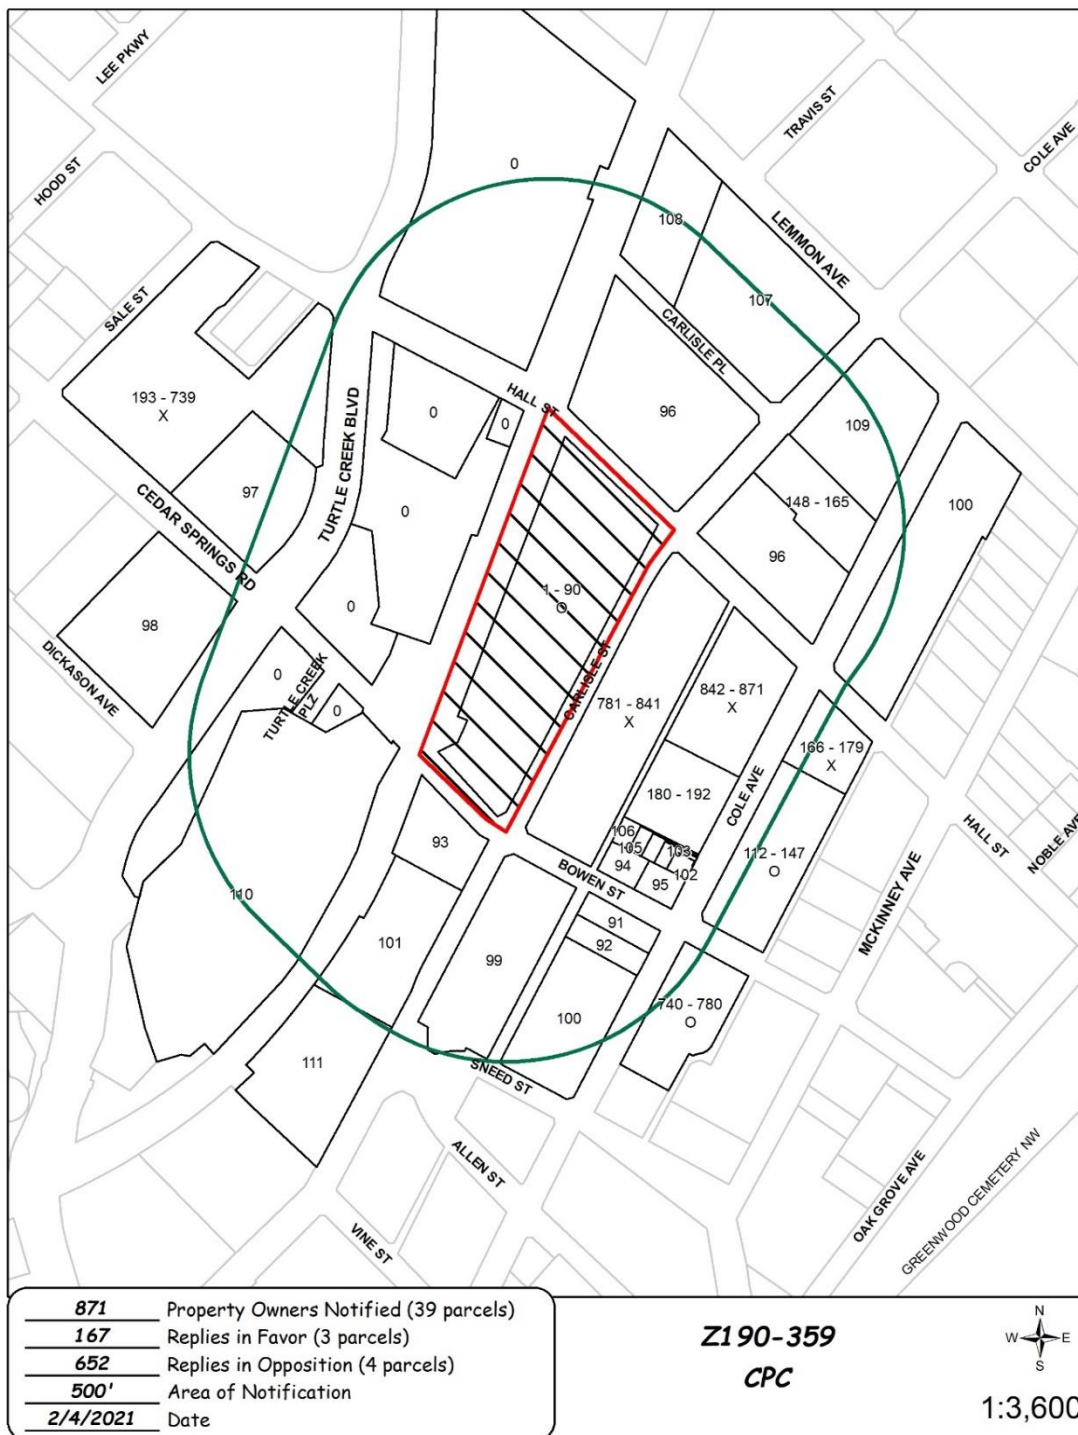 LEE PKWY
TRAVIS ST
COLE AVE
HOOD ST
0
108
LEMMON AVE
SALE ST
107
CARLISLE PL
193 - 739
X
HALL ST
0
0
96
109
TURTLE CREEK BLVD
97
CEDAR SPRINGS RD
0
148 - 165
100
96
1 - 90
O
0
98
DICKASON AVE
0
TURTLE CREEK
PLZ
0
CARLISLE ST
781 - 841
X
842 - 871
X
166 - 179
X
180 - 192
COLE AVE
106
105
103
94
102
95
93
BOWEN ST
112 - 147
O
HALL ST
NOBLE AVE
MCKINNEY AVE
110
101
91
92
99
100
740 - 780
O
111
SNEED ST
ALLEN ST
VINE ST
OAK GROVE AVE
GREENWOOD CEMETERY NW
871 Property Owners Notified (39 parcels)
167 Replies in Favor (3 parcels)
652 Replies in Opposition (4 parcels)
500' Area of Notification
2/4/2021 Date
Z190-359
CPC
N
W E
S
1:3,600